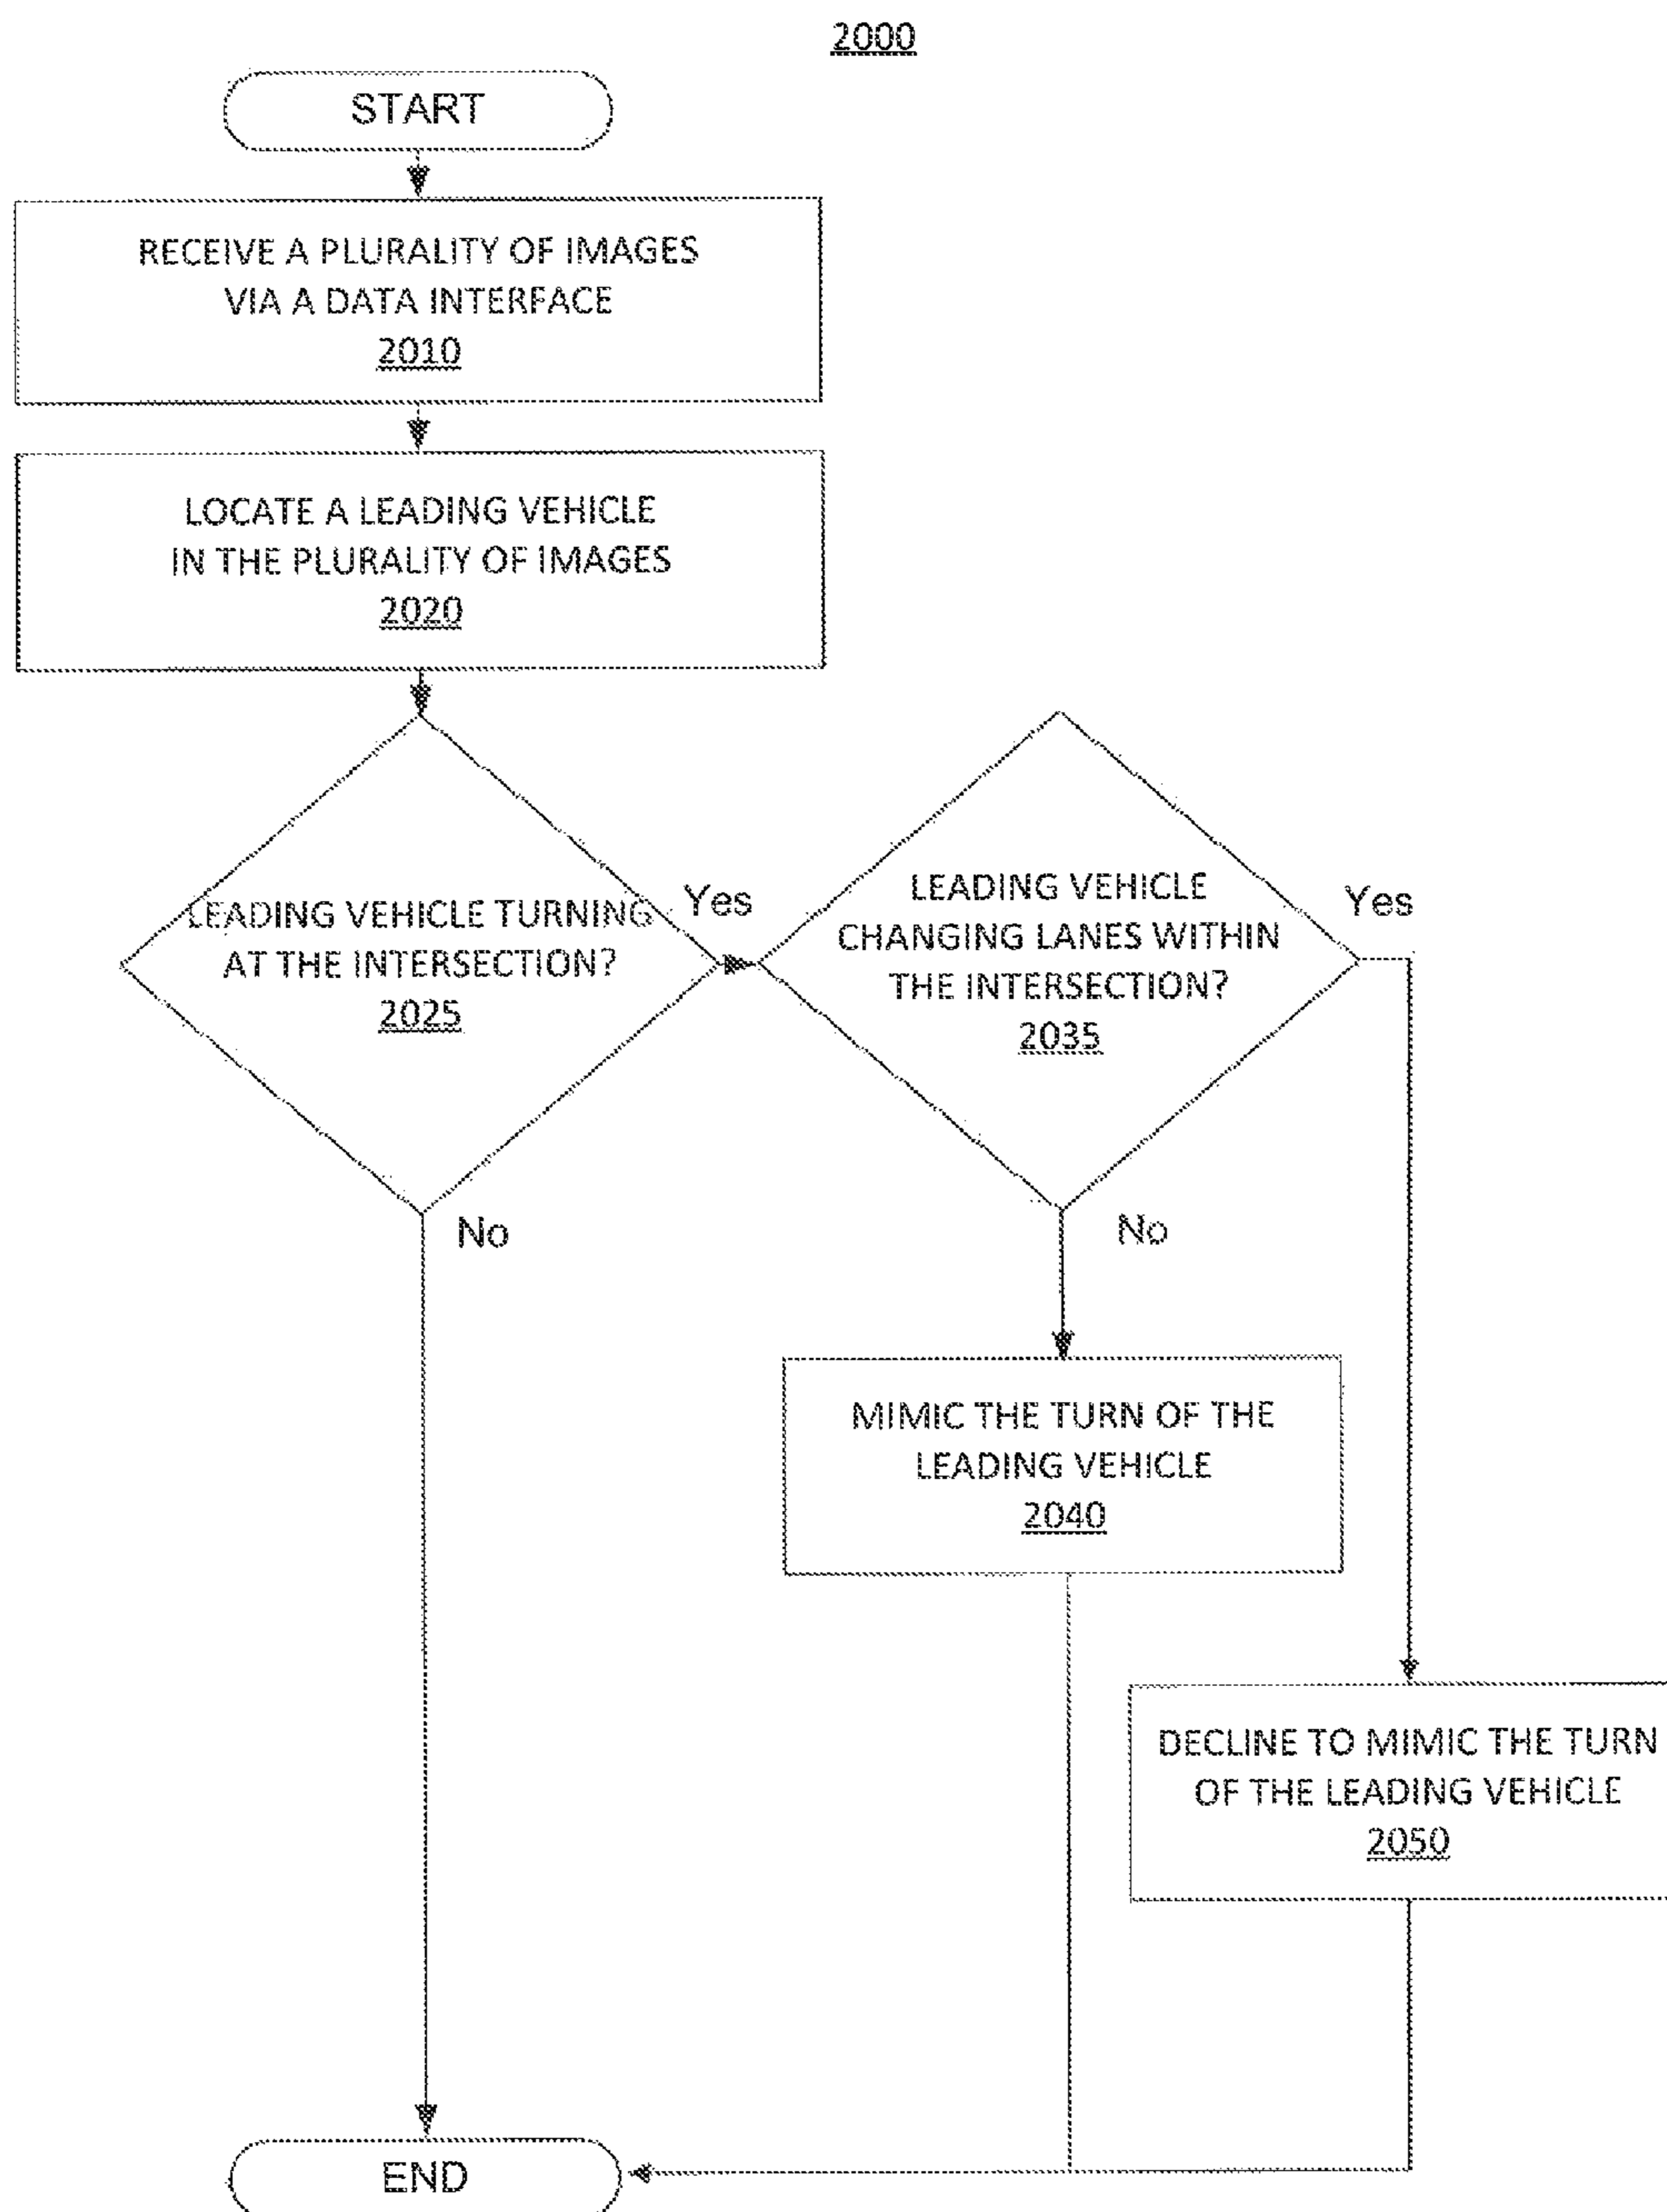 2000
START
RECEIVE A PLURALITY OF IMAGES
VIA A DATA INTERFACE
2010
LOCATE A LEADING VEHICLE
IN THE PLURALITY OF IMAGES
2020
LEADING VEHICLE TURNING
AT THE INTERSECTION?
2025
Yes
No
LEADING VEHICLE
CHANGING LANES WITHIN
THE INTERSECTION?
2035
Yes
No
MIMIC THE TURN OF THE
LEADING VEHICLE
2040
DECLINE TO MIMIC THE TURN
OF THE LEADING VEHICLE
2050
END